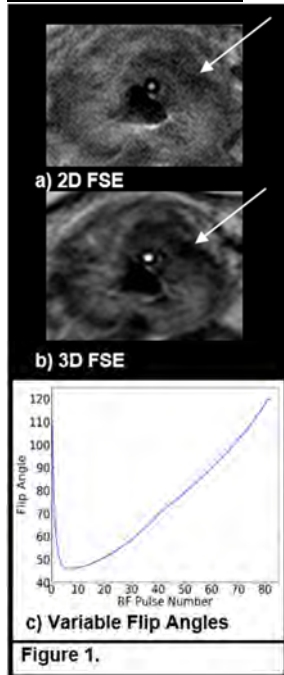 a) 2D FSE
b) 3D FSE
120
110
100
90
80
70
60
50
40
Flip Angle
0 10 20 30 40 50 60 70 80
RF Pulse Number
c) Variable Flip Angles
Figure 1.